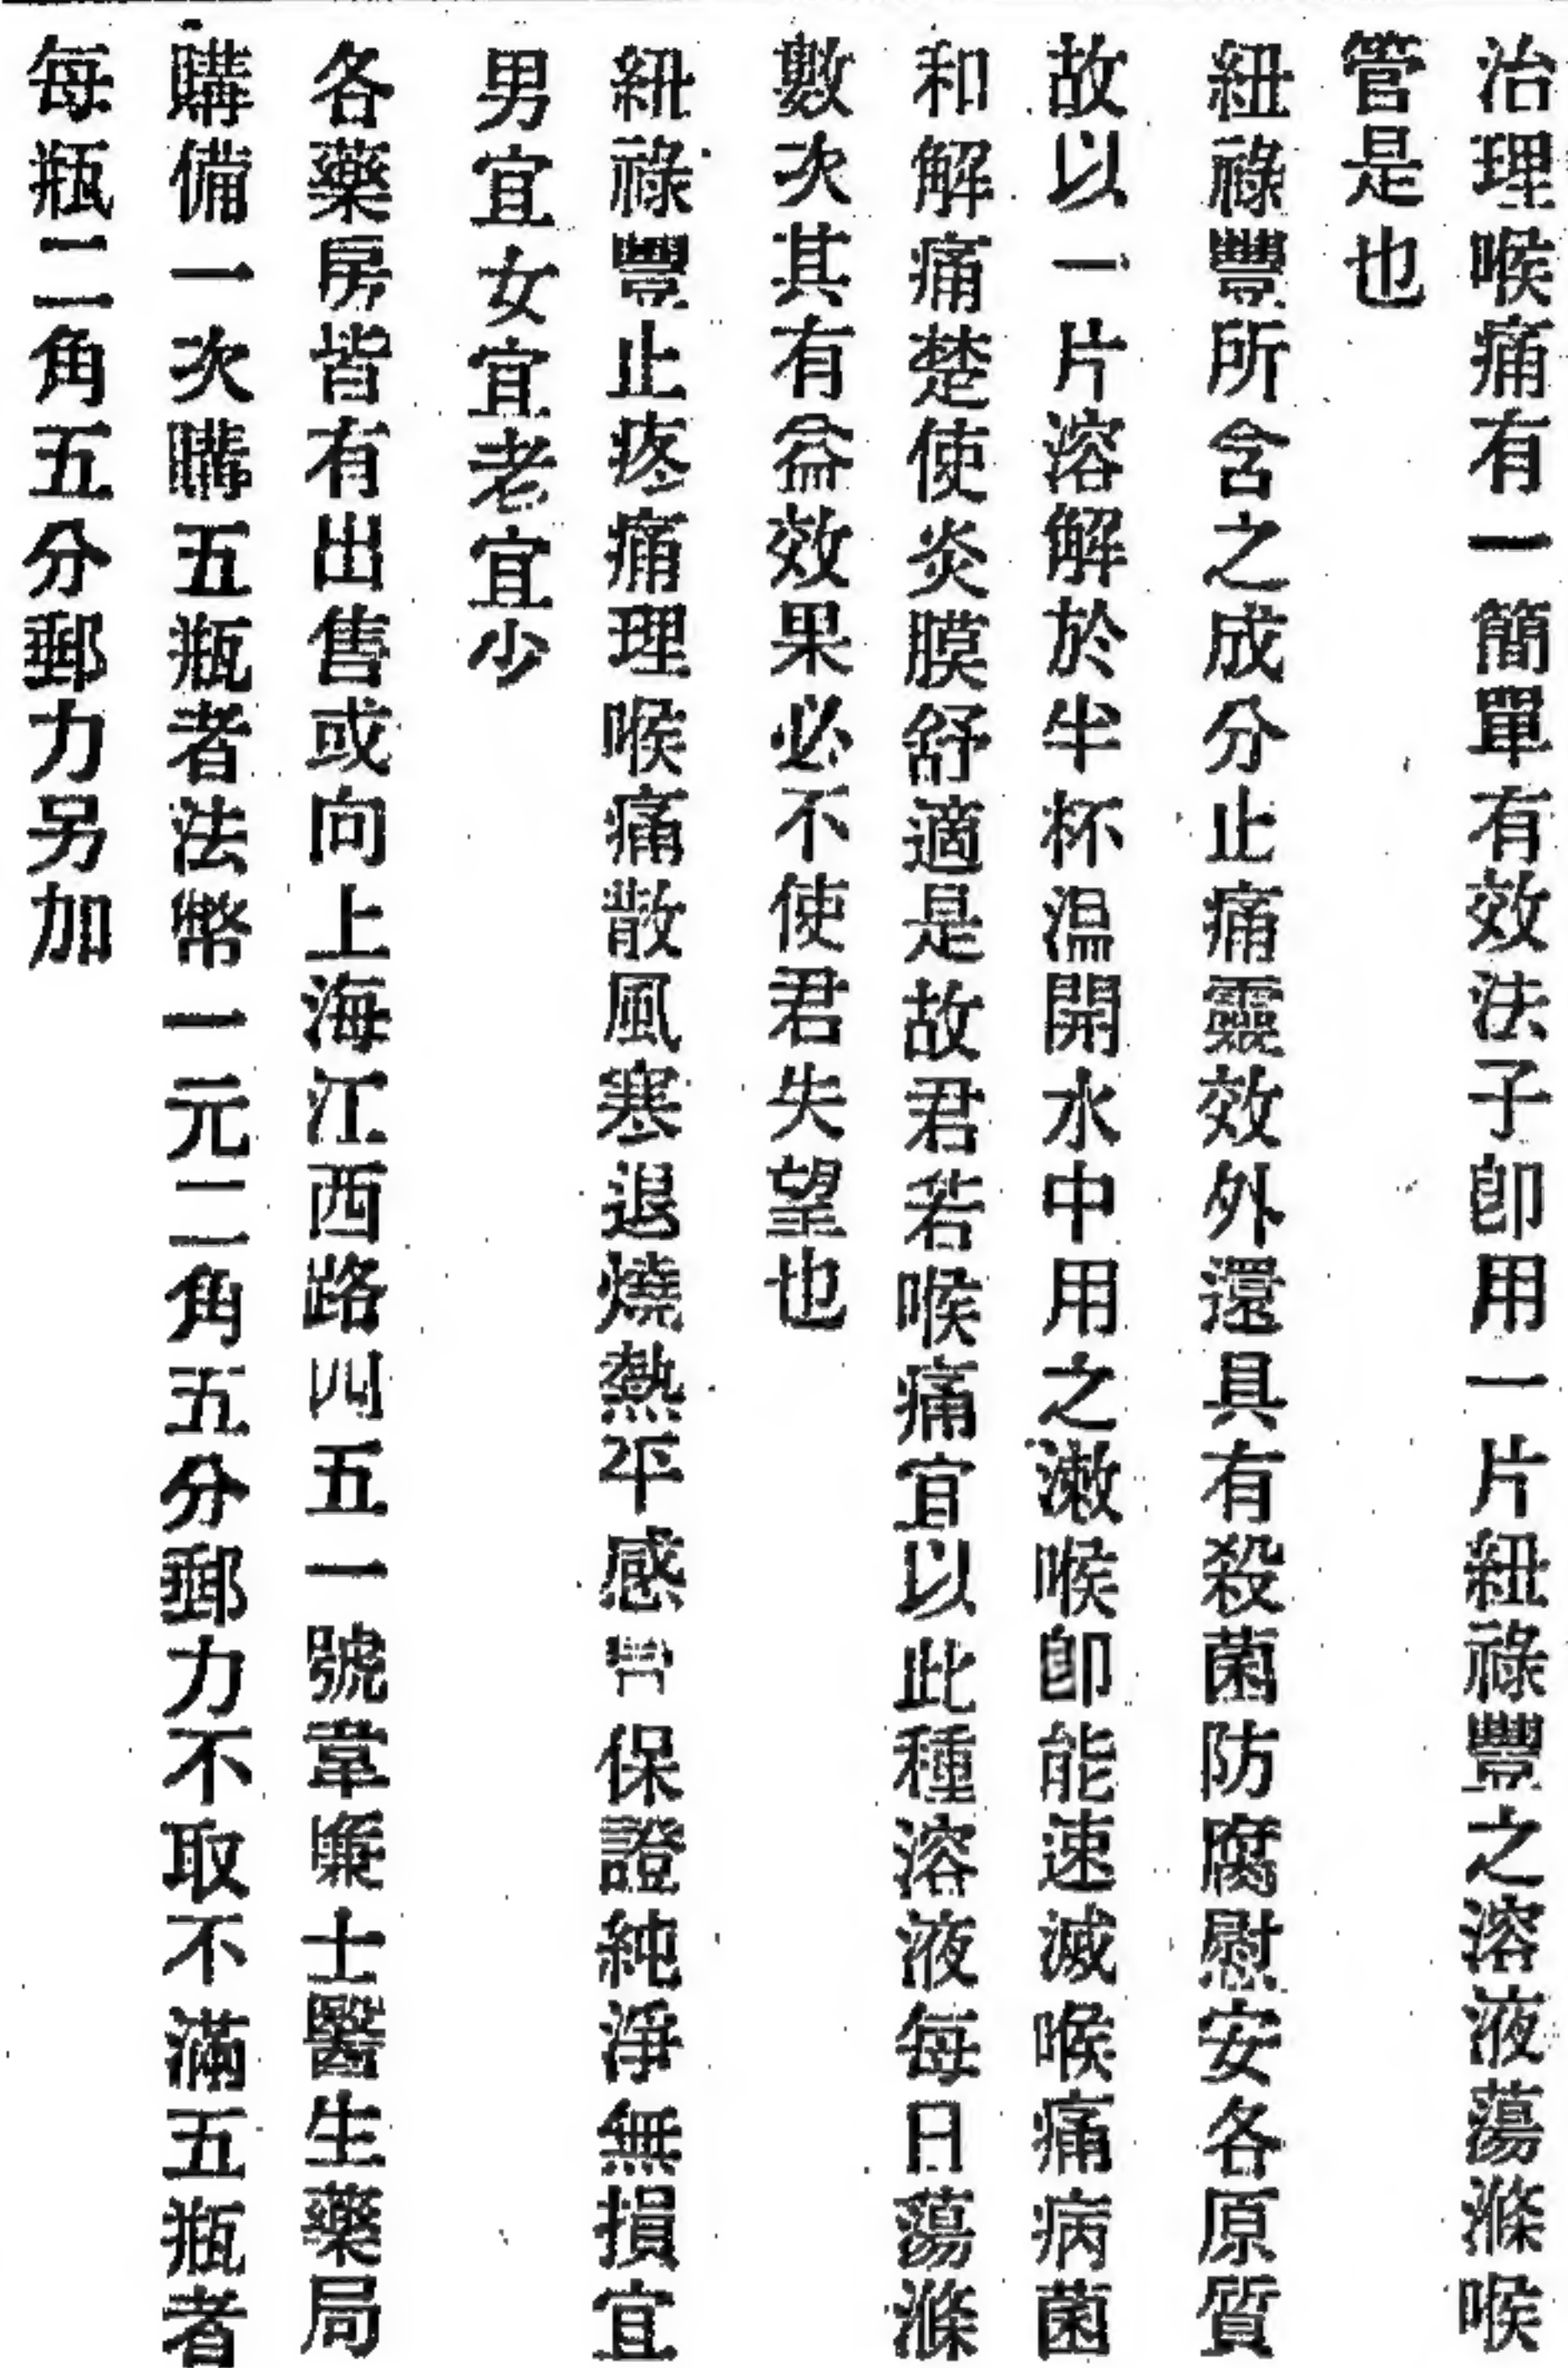 治理喉痛有一簡單有效法子卽用一片紐祿豐之溶液蕩滌喉
管是也
紐祿豐所含之成分止痛靈效外還具有殺菌防腐慰安各原質
故以一片溶解於半杯溫開水中用之漱喉卽能速滅喉痛病菌
和解痛楚使炎膜舒適是故君若喉痛宜以此種溶液每日蕩滌
數次其有益效果必不使君失望也
紐祿豐止疼痛理喉痛散風寒退燒熱平感冒保證純淨無損宜
男宜女宜老宜少
各藥房皆有出售或向上海江西路四五一號韋廉士醫生藥局
購備一次購五瓶者法幣一元二角五分郵力不取不滿五瓶者
每瓶二角五分郵力另加